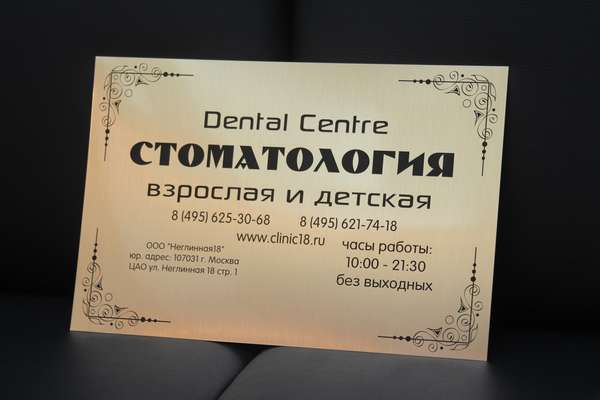 Dental Centre
СТОМАТОЛОГИЯ
взрослая и детская
8 (495) 625-30-68 8 (495) 621-74-18
www.clinic18.ru
ООО "Неглинная18"
юр. адрес: 107031 г. Москва
ЦАО ул. Неглинная 18 стр. 1
часы работы:
10:00 - 21:30
без выходных